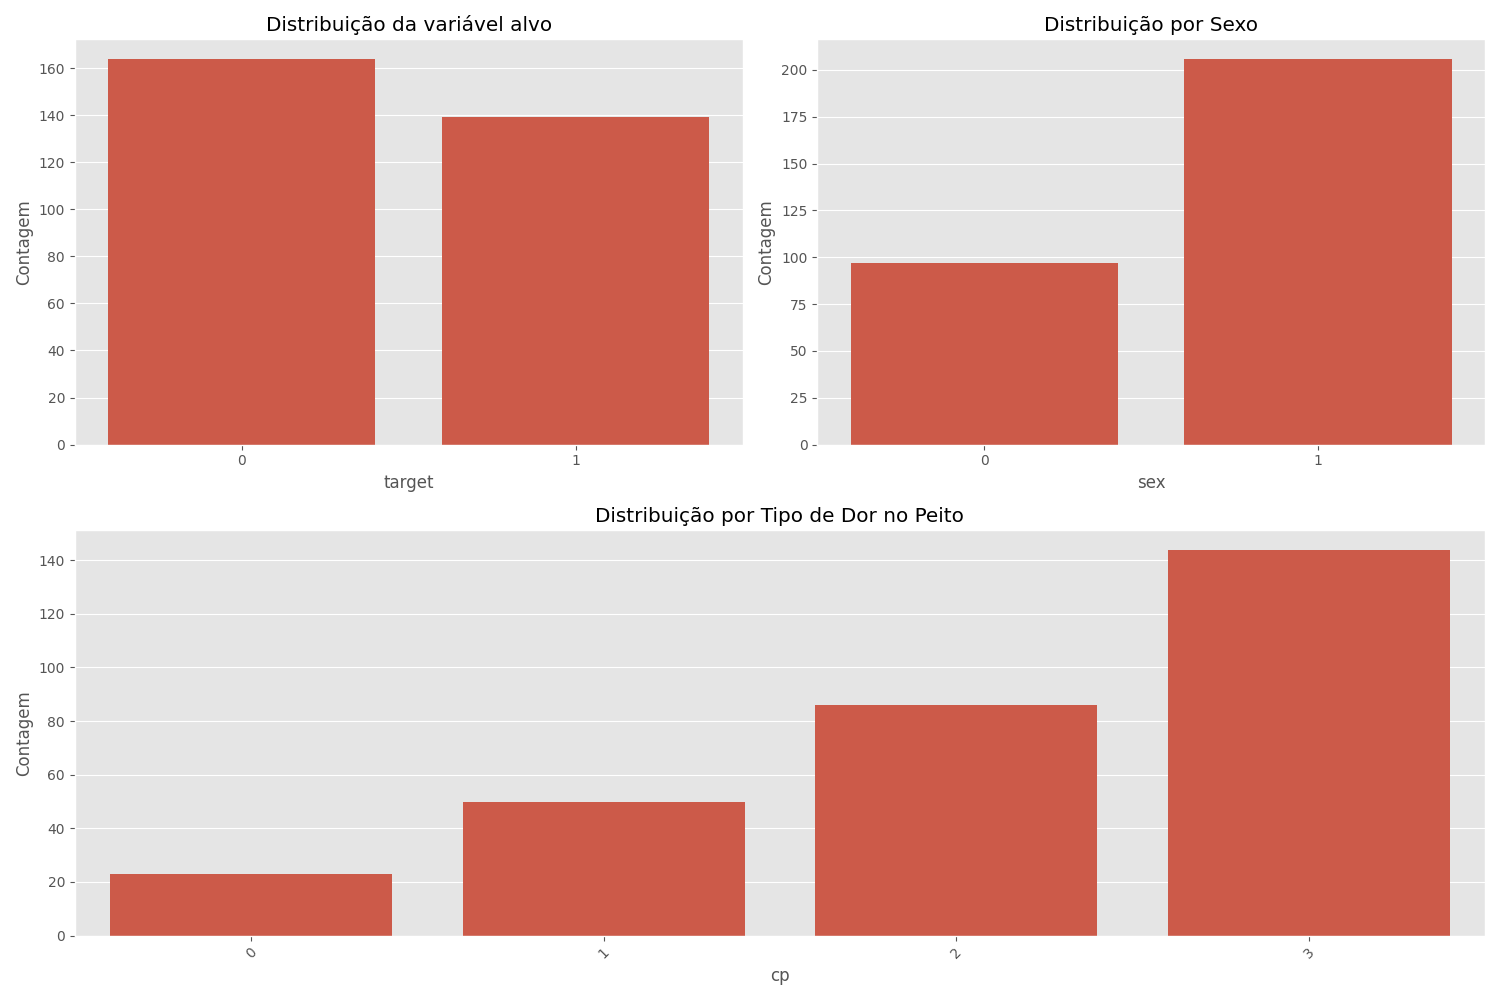 Distribuição da variável alvo
160
140
120
100
80
60
40
20
0
Contagem
0 1
target
Distribuição por Sexo
200
175
150
125
100
75
50
25
0
Contagem
0 1
sex
Distribuição por Tipo de Dor no Peito
140
120
100
80
60
40
20
0
Contagem
0 1 2 3
cp